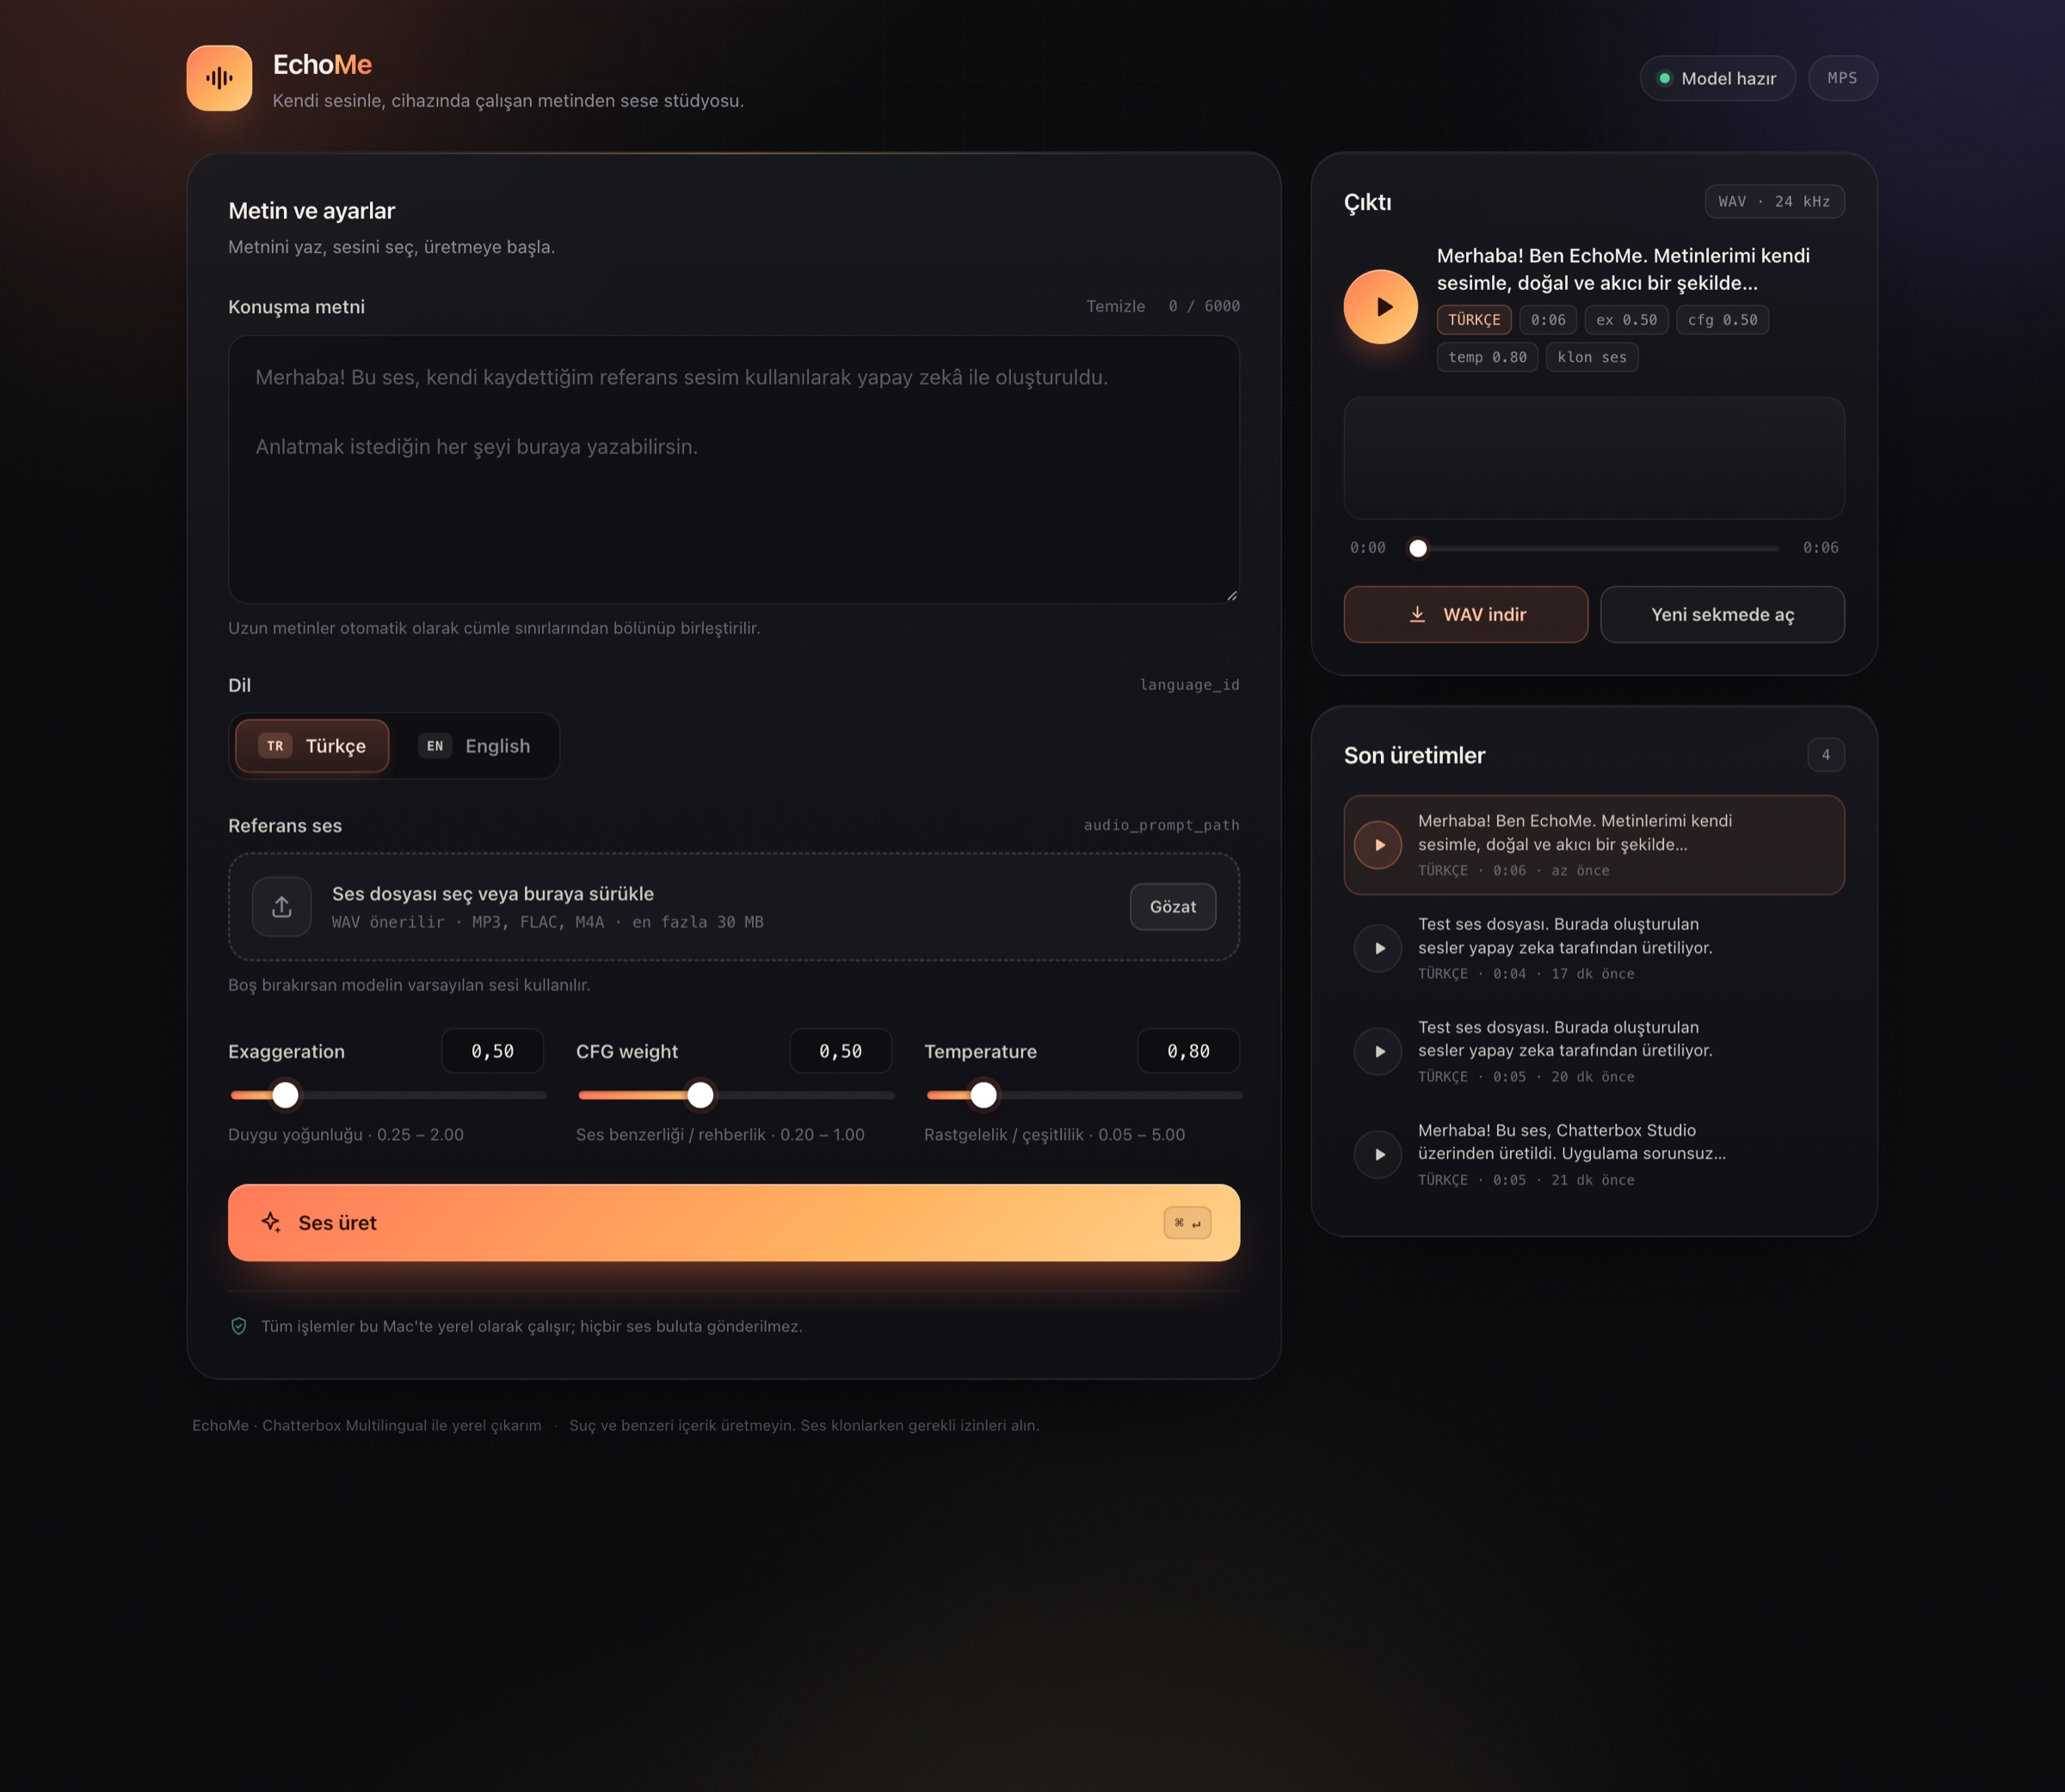 EchoMe
Kendi sesinle, cihazında çalışan metinden sese stüdyosu.
Model hazır
MPS
Metin ve ayarlar
Metnini yaz, sesini seç, üretmeye başla.
Konuşma metni
Temizle 0 / 6000
Merhaba! Bu ses, kendi kaydettiğim referans sesim kullanılarak yapay zekâ ile oluşturuldu.
Anlatmak istediğin her şeyi buraya yazabilirsin.
Uzun metinler otomatik olarak cümle sınırlarından bölünüp birleştirilir.
Dil
language_id
TR Türkçe
EN English
Referans ses
audio_prompt_path
Ses dosyası seç veya buraya sürükle
WAV önerilir · MP3, FLAC, M4A · en fazla 30 MB
Gözat
Boş bırakırsan modelin varsayılan sesi kullanılır.
Exaggeration 0,50
Duygu yoğunluğu · 0.25 – 2.00
CFG weight 0,50
Ses benzerliği / rehberlik · 0.20 – 1.00
Temperature 0,80
Rastgelelik / çeşitlilik · 0.05 – 5.00
Ses üret
⌘ ↵
Tüm işlemler bu Mac'te yerel olarak çalışır; hiçbir ses buluta gönderilmez.
Çıktı
WAV · 24 kHz
Merhaba! Ben EchoMe. Metinlerimi kendi
sesimle, doğal ve akıcı bir şekilde...
TÜRKÇE 0:06 ex 0.50 cfg 0.50
temp 0.80 klon ses
0:00 0:06
WAV indir
Yeni sekmede aç
Son üretimler
4
Merhaba! Ben EchoMe. Metinlerimi kendi
sesimle, doğal ve akıcı bir şekilde...
TÜRKÇE · 0:06 · az önce
Test ses dosyası. Burada oluşturulan
sesler yapay zeka tarafından üretiliyor.
TÜRKÇE · 0:04 · 17 dk önce
Test ses dosyası. Burada oluşturulan
sesler yapay zeka tarafından üretiliyor.
TÜRKÇE · 0:05 · 20 dk önce
Merhaba! Bu ses, Chatterbox Studio
üzerinden üretildi. Uygulama sorunsuz...
TÜRKÇE · 0:05 · 21 dk önce
EchoMe · Chatterbox Multilingual ile yerel çıkarım · Suç ve benzeri içerik üretmeyin. Ses klonlarken gerekli izinleri alın.